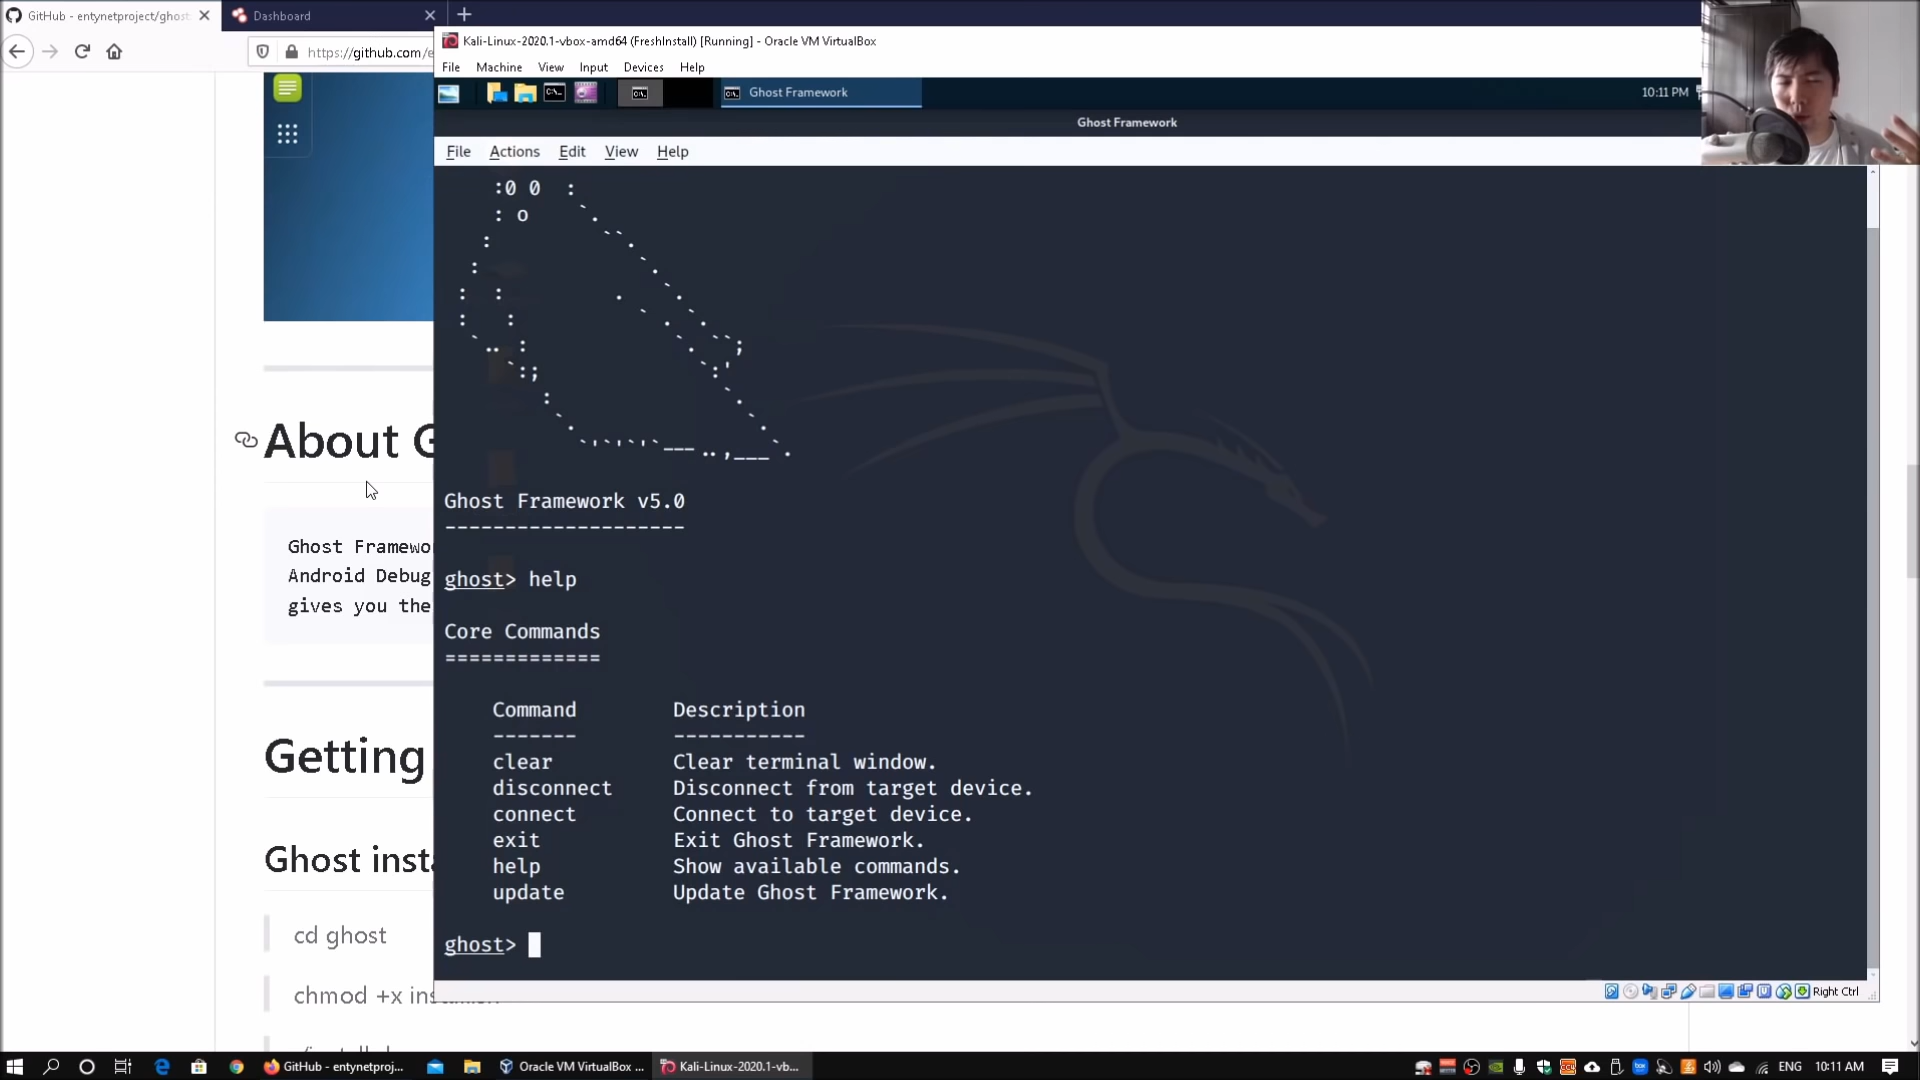 GitHub - entynetproject/ghost
Dashboard
https://github.com/e
Kali-Linux-2020.1-vbox-amd64 (FreshInstall) [Running] - Oracle VM VirtualBox
File Machine View Input Devices Help
Ghost Framework
10:11 PM
Ghost Framework
File Actions Edit View Help
:0 0 :
: o
About G
Ghost Framewo
Android Debug
gives you the
Getting
Ghost inst
cd ghost
chmod +x in
Ghost Framework v5.0
--------------------
ghost> help
Core Commands
=============
Command Description
------- -----------
clear Clear terminal window.
disconnect Disconnect from target device.
connect Connect to target device.
exit Exit Ghost Framework.
help Show available commands.
update Update Ghost Framework.
ghost>
Right Ctrl
GitHub - entynetproj...
Oracle VM VirtualBox ...
Kali-Linux-2020.1-vb...
ENG
10:11 AM